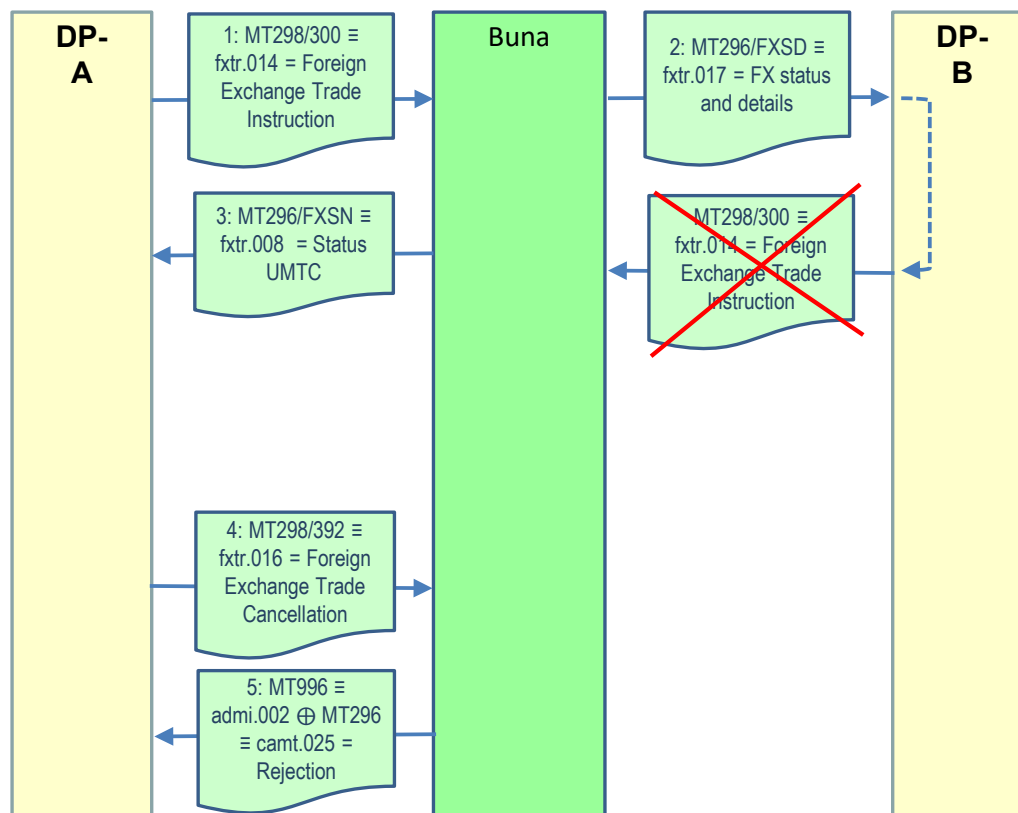 DP-
A
Buna
DP-
B
1: MT298/300 ≡
fxtr.014 = Foreign
Exchange Trade
Instruction
2: MT296/FXSD ≡
fxtr.017 = FX status
and details
3: MT296/FXSN ≡
fxtr.008 = Status
UMTC
MT298/300 ≡
fxtr.014 = Foreign
Exchange Trade
Instruction
4: MT298/392 ≡
fxtr.016 = Foreign
Exchange Trade
Cancellation
5: MT996 ≡
admi.002 ⊕ MT296
≡ camt.025 =
Rejection